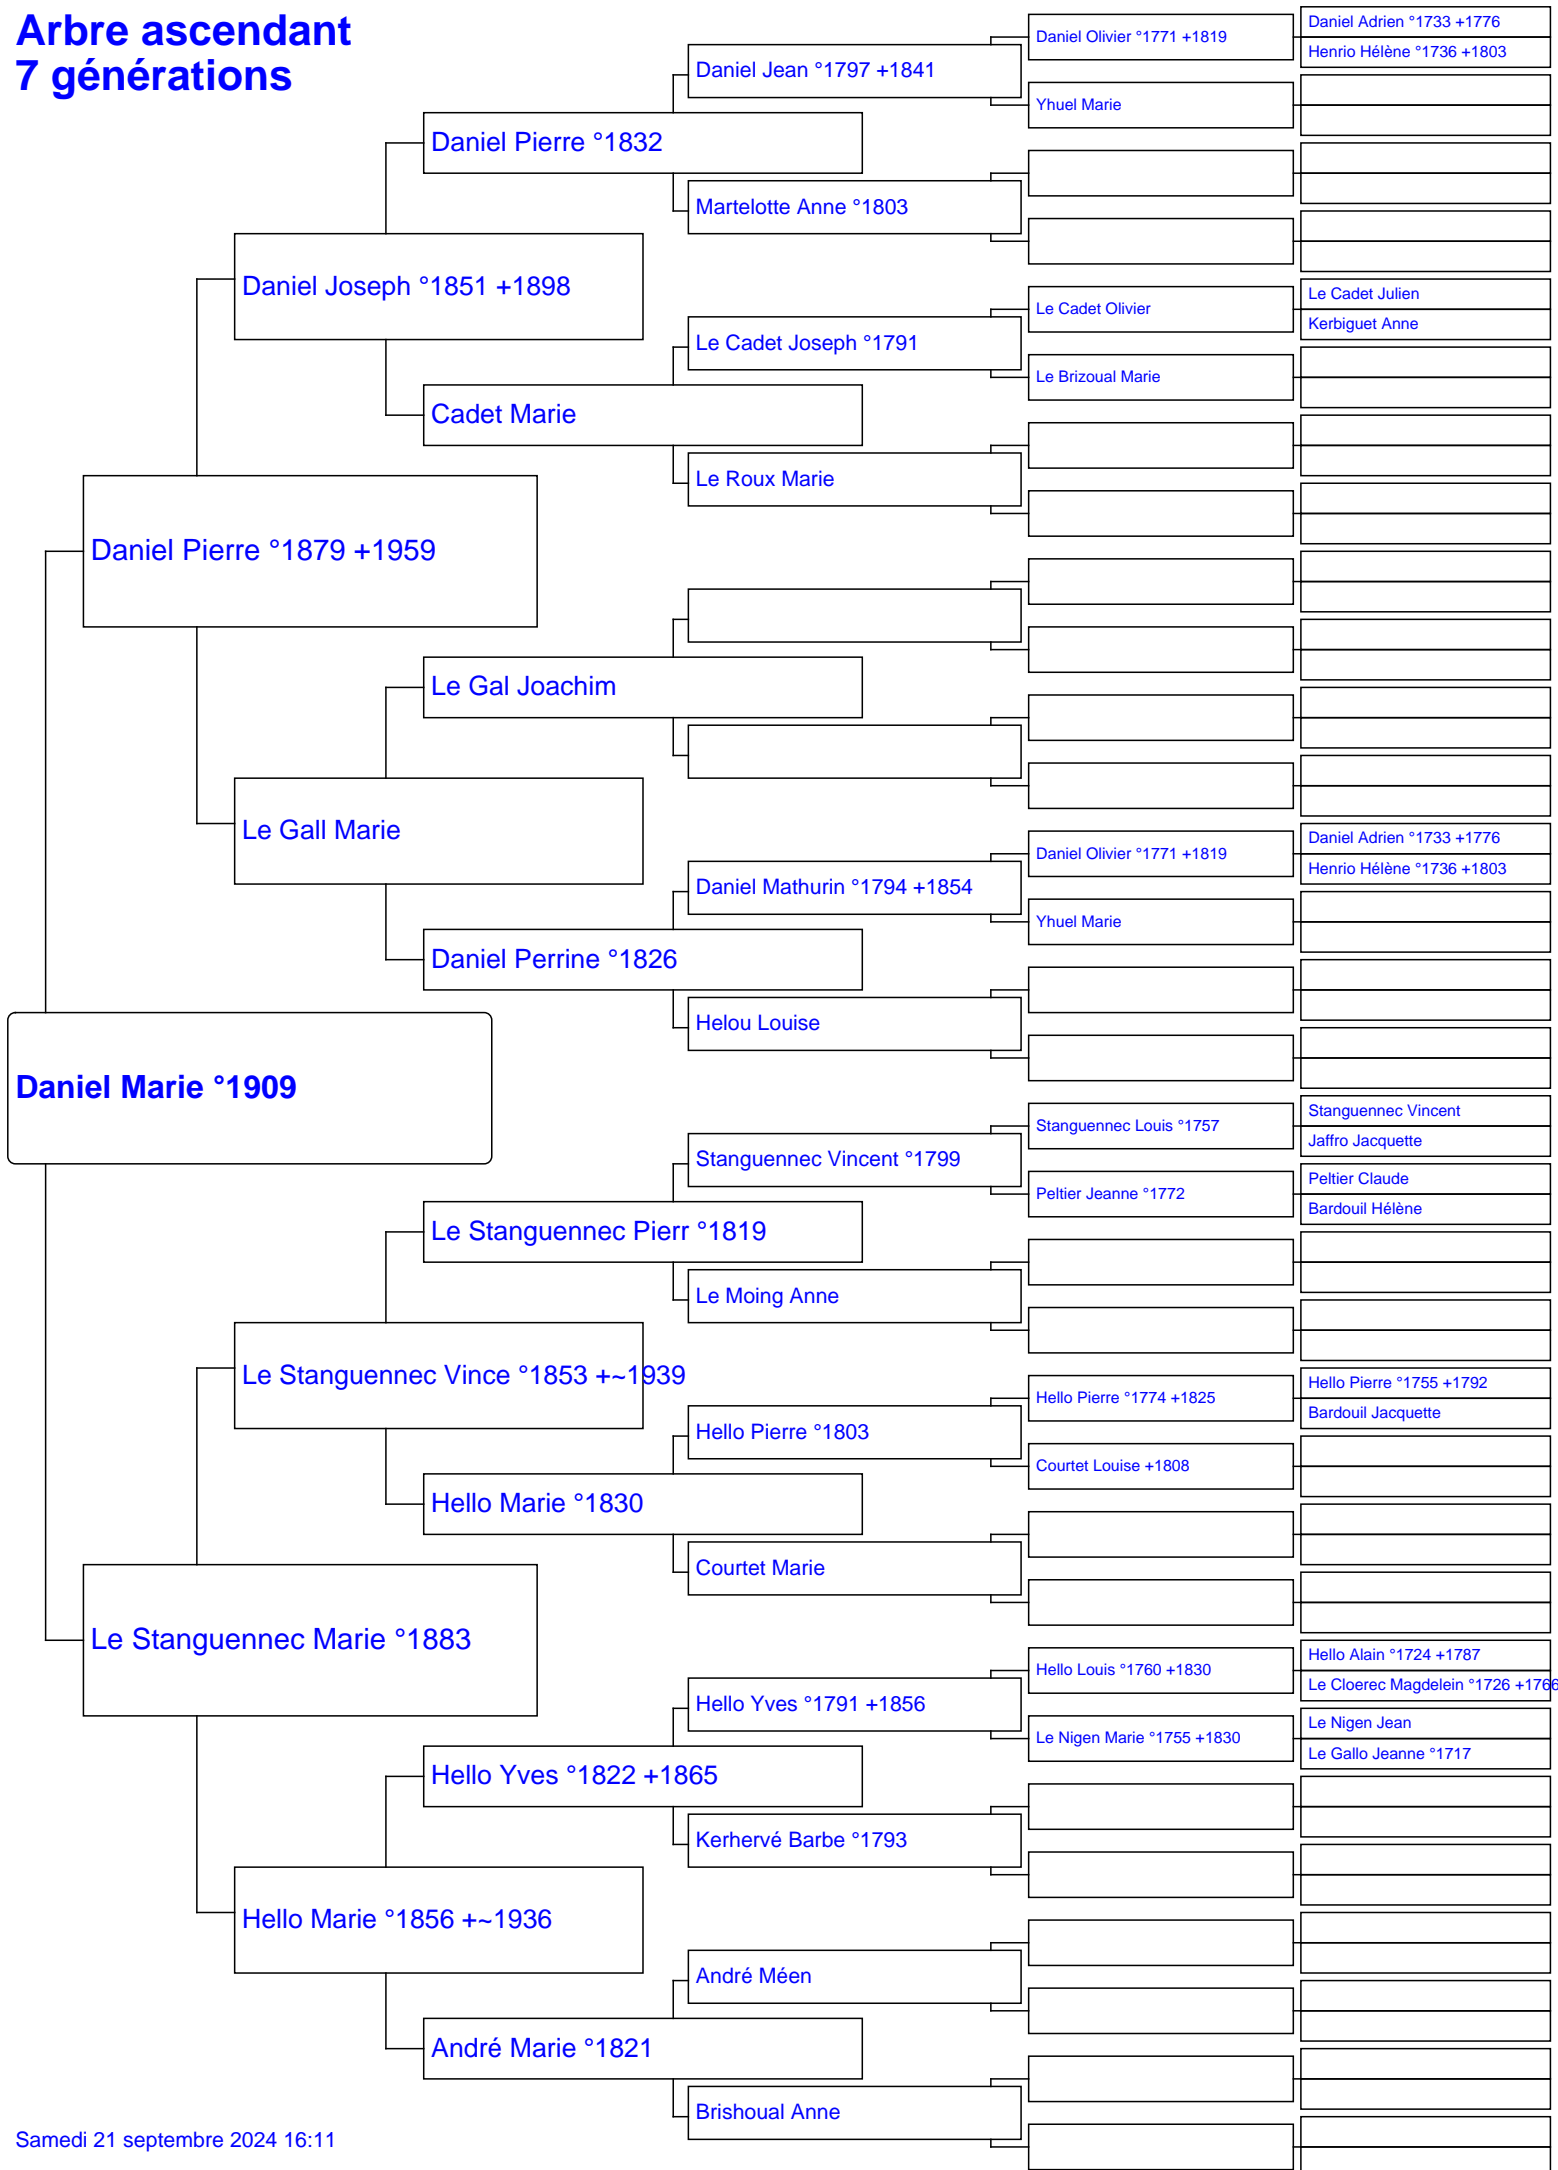 Arbre ascendant
7 générations
Daniel Adrien °1733 +1776
Daniel Olivier °1771 +1819
Henrio Hélène °1736 +1803
Daniel Jean °1797 +1841
Yhuel Marie
Daniel Pierre °1832
Martelotte Anne °1803
Daniel Joseph °1851 +1898
Le Cadet Julien
Le Cadet Olivier
Kerbiguet Anne
Le Cadet Joseph °1791
Le Brizoual Marie
Cadet Marie
Le Roux Marie
Daniel Pierre °1879 +1959
Le Gal Joachim
Le Gall Marie
Daniel Adrien °1733 +1776
Daniel Olivier °1771 +1819
Henrio Hélène °1736 +1803
Daniel Mathurin °1794 +1854
Yhuel Marie
Daniel Perrine °1826
Helou Louise
Daniel Marie °1909
Stanguennec Vincent
Stanguennec Louis °1757
Jaffro Jacquette
Stanguennec Vincent °1799
Peltier Claude
Peltier Jeanne °1772
Bardouil Hélène
Le Stanguennec Pierr °1819
Le Moing Anne
Le Stanguennec Vince °1853 +~1939
Hello Pierre °1755 +1792
Hello Pierre °1774 +1825
Bardouil Jacquette
Hello Pierre °1803
Courtet Louise +1808
Hello Marie °1830
Courtet Marie
Le Stanguennec Marie °1883
Hello Alain °1724 +1787
Hello Louis °1760 +1830
Le Cloerec Magdelein °1726 +1766
Hello Yves °1791 +1856
Le Nigen Jean
Le Nigen Marie °1755 +1830
Le Gallo Jeanne °1717
Hello Yves °1822 +1865
Kerhervé Barbe °1793
Hello Marie °1856 +~1936
André Méen
André Marie °1821
Brishoual Anne
Samedi 21 septembre 2024 16:11